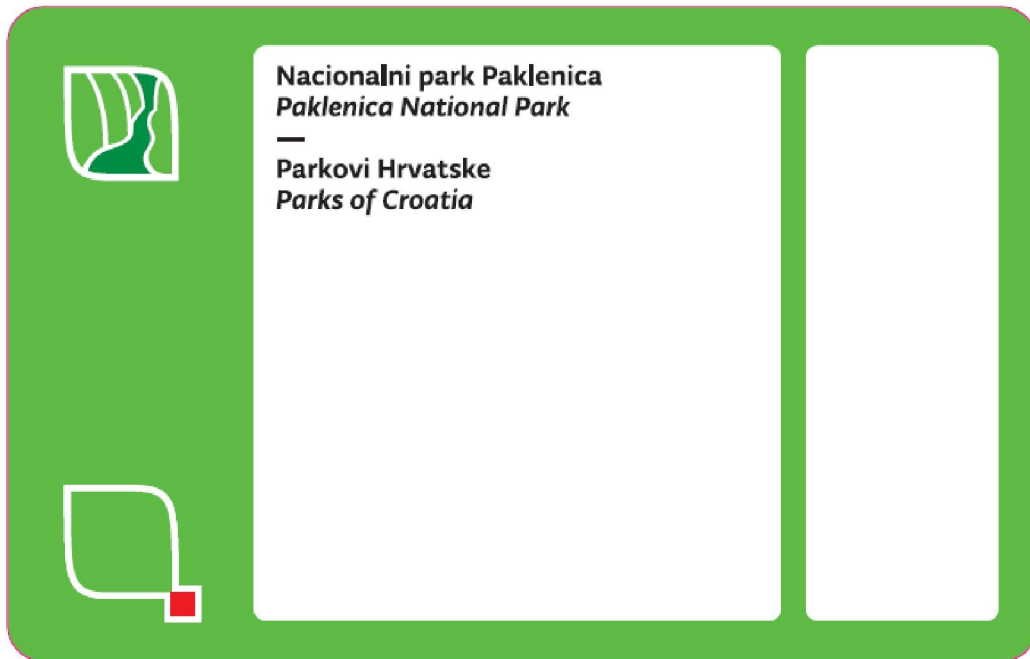 Nacionalni park Paklenica
Paklenica National Park
—
Parkovi Hrvatske
Parks of Croatia